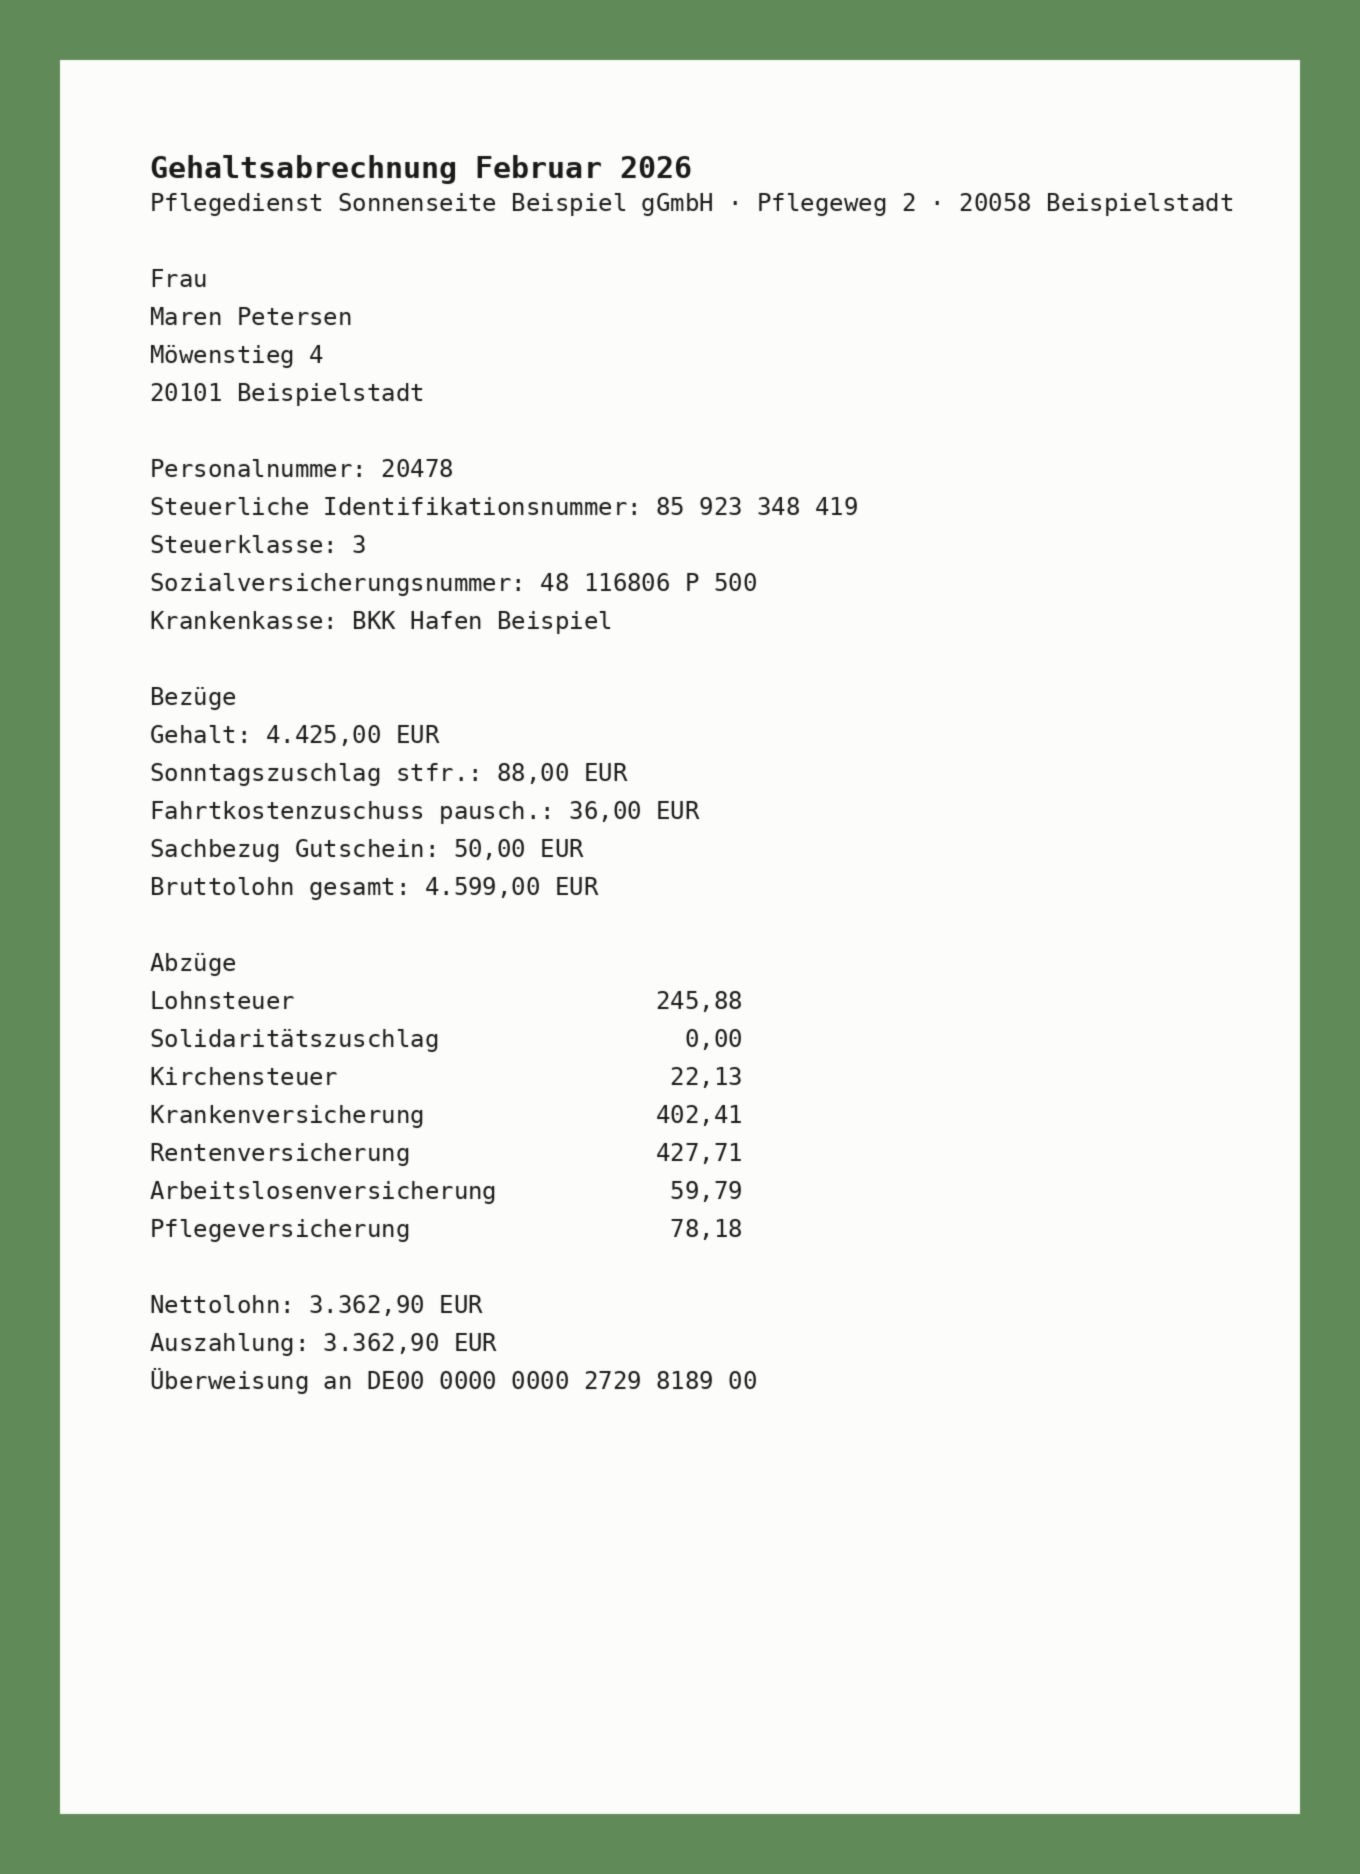 Gehaltsabrechnung Februar 2026
Pflegedienst Sonnenseite Beispiel gGmbH · Pflegeweg 2 · 20058 Beispielstadt
Frau
Maren Petersen
Möwenstieg 4
20101 Beispielstadt
Personalnummer: 20478
Steuerliche Identifikationsnummer: 85 923 348 419
Steuerklasse: 3
Sozialversicherungsnummer: 48 116806 P 500
Krankenkasse: BKK Hafen Beispiel
Bezüge
Gehalt: 4.425,00 EUR
Sonntagszuschlag stfr.: 88,00 EUR
Fahrtkostenzuschuss pausch.: 36,00 EUR
Sachbezug Gutschein: 50,00 EUR
Bruttolohn gesamt: 4.599,00 EUR
Abzüge
Lohnsteuer 245,88
Solidaritätszuschlag 0,00
Kirchensteuer 22,13
Krankenversicherung 402,41
Rentenversicherung 427,71
Arbeitslosenversicherung 59,79
Pflegeversicherung 78,18
Nettolohn: 3.362,90 EUR
Auszahlung: 3.362,90 EUR
Überweisung an DE00 0000 0000 2729 8189 00